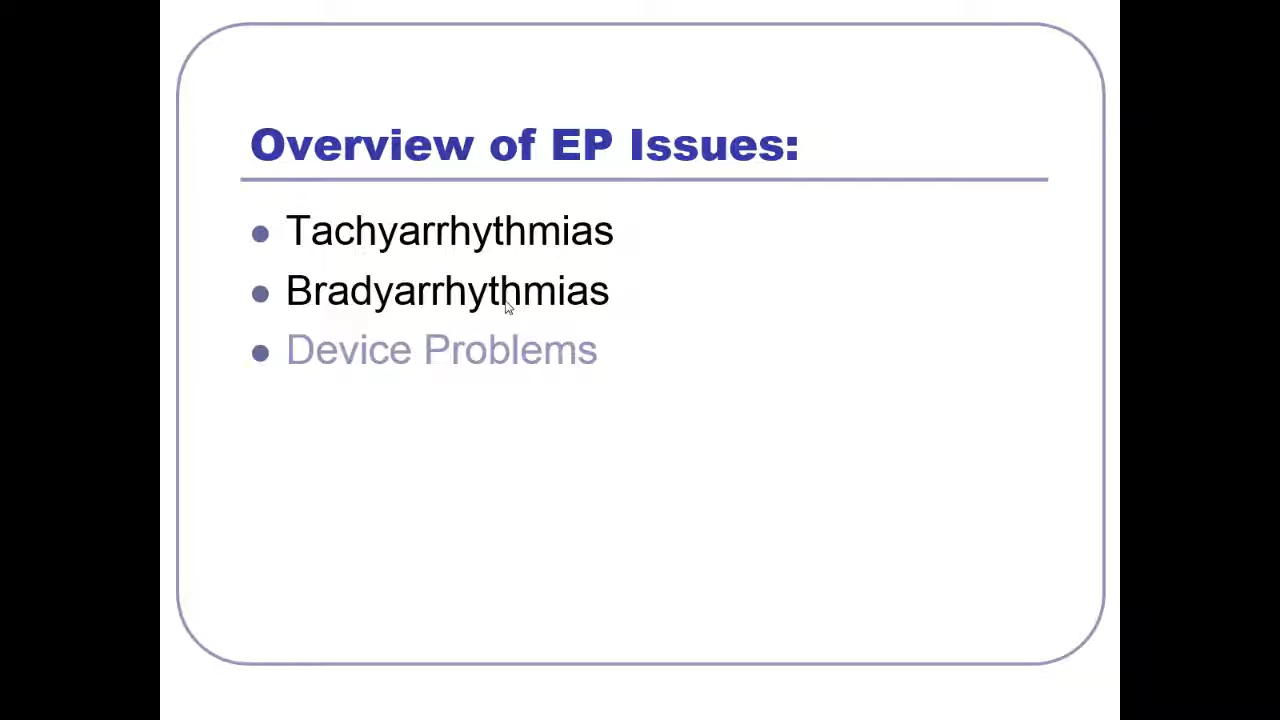 Overview of EP Issues:
Tachyarrhythmias
Bradyarrhythmias
Device Problems